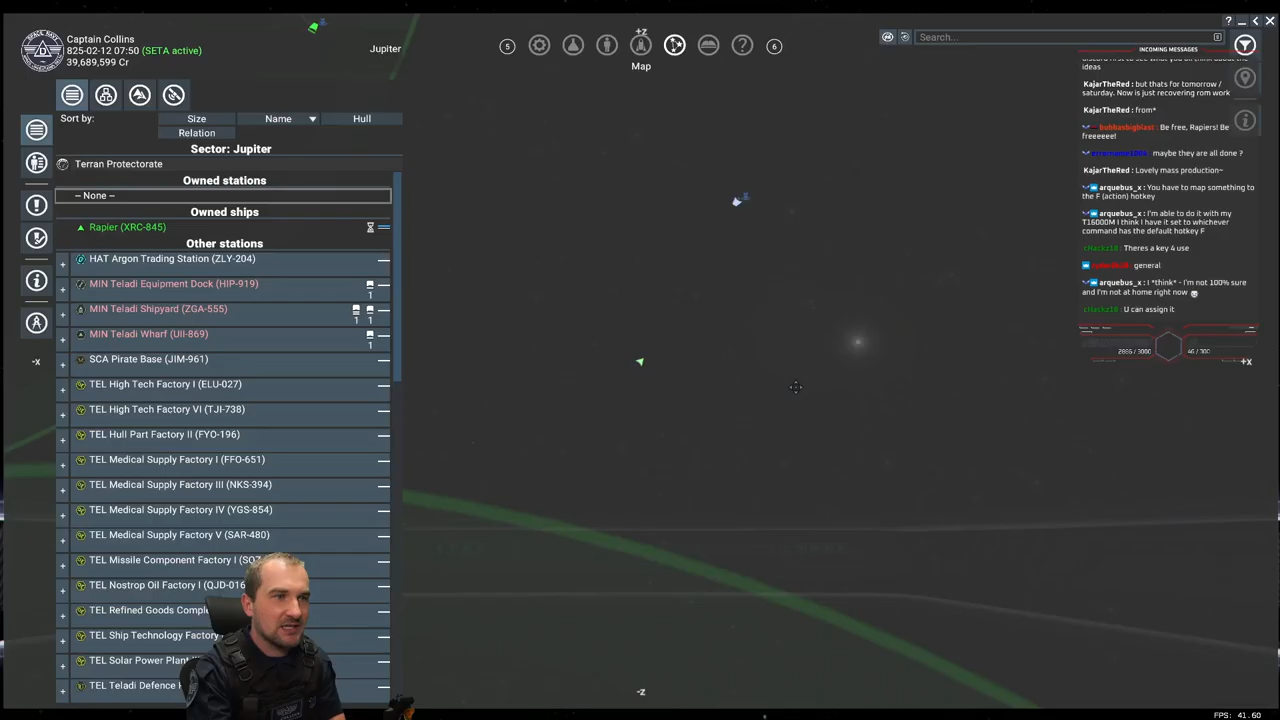 Captain Collins
825-02-12 07:50 (SETA active)
39,689,599 Cr
Jupiter
5
+Z
6
Map
Search...
Sort by:
Size
Name
Hull
Relation
Sector: Jupiter
Terran Protectorate
Owned stations
-- None --
Owned ships
Rapier (XRC-845)
Other stations
HAT Argon Trading Station (ZLY-204)
MIN Teladi Equipment Dock (HIP-919)
1
MIN Teladi Shipyard (ZGA-555)
1 1
MIN Teladi Wharf (UII-869)
1
SCA Pirate Base (JIM-961)
TEL High Tech Factory I (ELU-027)
TEL High Tech Factory VI (TJI-738)
TEL Hull Part Factory II (FYO-196)
TEL Medical Supply Factory I (FFO-651)
TEL Medical Supply Factory III (NKS-394)
TEL Medical Supply Factory IV (YGS-854)
TEL Medical Supply Factory V (SAR-480)
TEL Missile Component Factory I
TEL Nostrop Oil Factory I (QJD-016
TEL Refined Goods
TEL Ship Technology Factory
TEL Solar Power Plant
TEL Teladi Defence
-X
+X
-Z
INCOMING MESSAGES
ideas
KajarTheRed : but thats for tomorrow /
saturday. Now is just recovering rom work
KajarTheRed : from*
bubbasbigblast : Be free, Rapiers! Be
freeeeee!
maybe they are all done ?
KajarTheRed : Lovely mass production~
arquebus_x : You have to map something to
the F (action) hotkey
arquebus_x : I'm able to do it with my
T16000M I think I have it set to whichever
command has the default hotkey F
cHackz18 : Theres a key 4 use
general
arquebus_x : I *think* - I'm not 100% sure
and I'm not at home right now
cHackz18 : U can assign it
FPS: 41.60